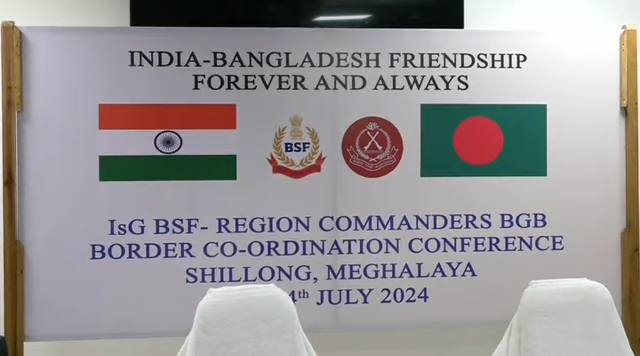 INDIA-BANGLADESH FRIENDSHIP
FOREVER AND ALWAYS
BSF
IsG BSF- REGION COMMANDERS BGB
BORDER CO-ORDINATION CONFERENCE
SHILLONG, MEGHALAYA
JULY 2024